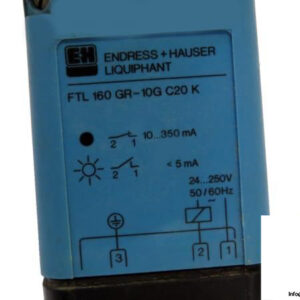 EH ENDRESS + HAUSER
LIQUIPHANT
FTL 160 GR-10G C20 K
2 1 10...350 mA
2 1 < 5 mA
24...250V
50/60Hz
3 2 1